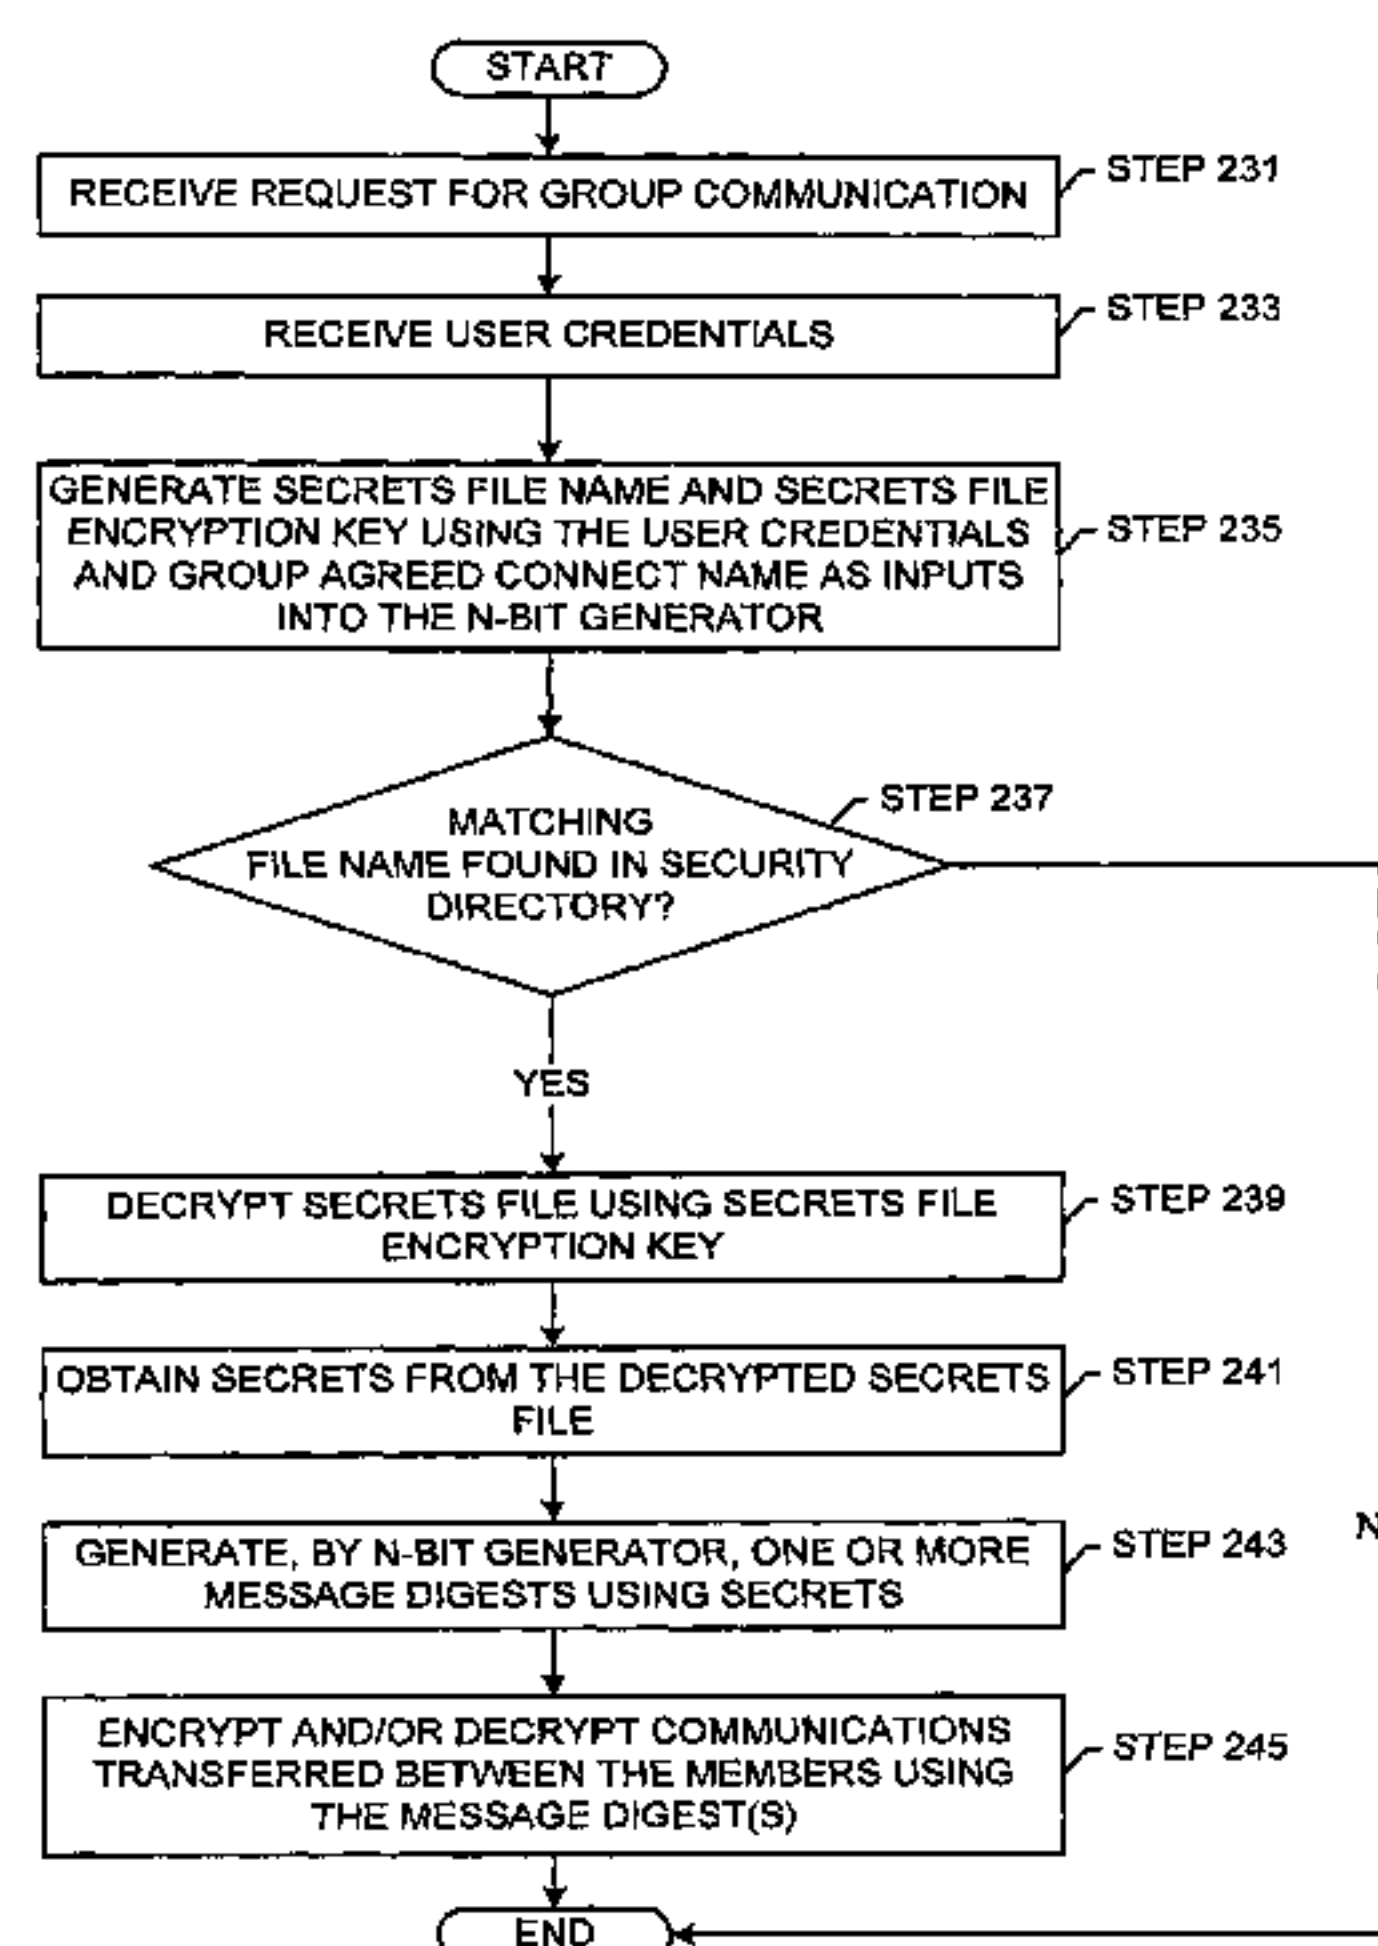 START
RECEIVE REQUEST FOR GROUP COMMUNICATION
STEP 231
RECEIVE USER CREDENTIALS
STEP 233
GENERATE SECRETS FILE NAME AND SECRETS FILE
ENCRYPTION KEY USING THE USER CREDENTIALS
AND GROUP AGREED CONNECT NAME AS INPUTS
INTO THE N-BIT GENERATOR
STEP 235
STEP 237
MATCHING
FILE NAME FOUND IN SECURITY
DIRECTORY?
YES
DECRYPT SECRETS FILE USING SECRETS FILE
ENCRYPTION KEY
STEP 239
OBTAIN SECRETS FROM THE DECRYPTED SECRETS
FILE
STEP 241
GENERATE, BY N-BIT GENERATOR, ONE OR MORE
MESSAGE DIGESTS USING SECRETS
STEP 243
ENCRYPT AND/OR DECRYPT COMMUNICATIONS
TRANSFERRED BETWEEN THE MEMBERS USING
THE MESSAGE DIGEST(S)
STEP 245
END